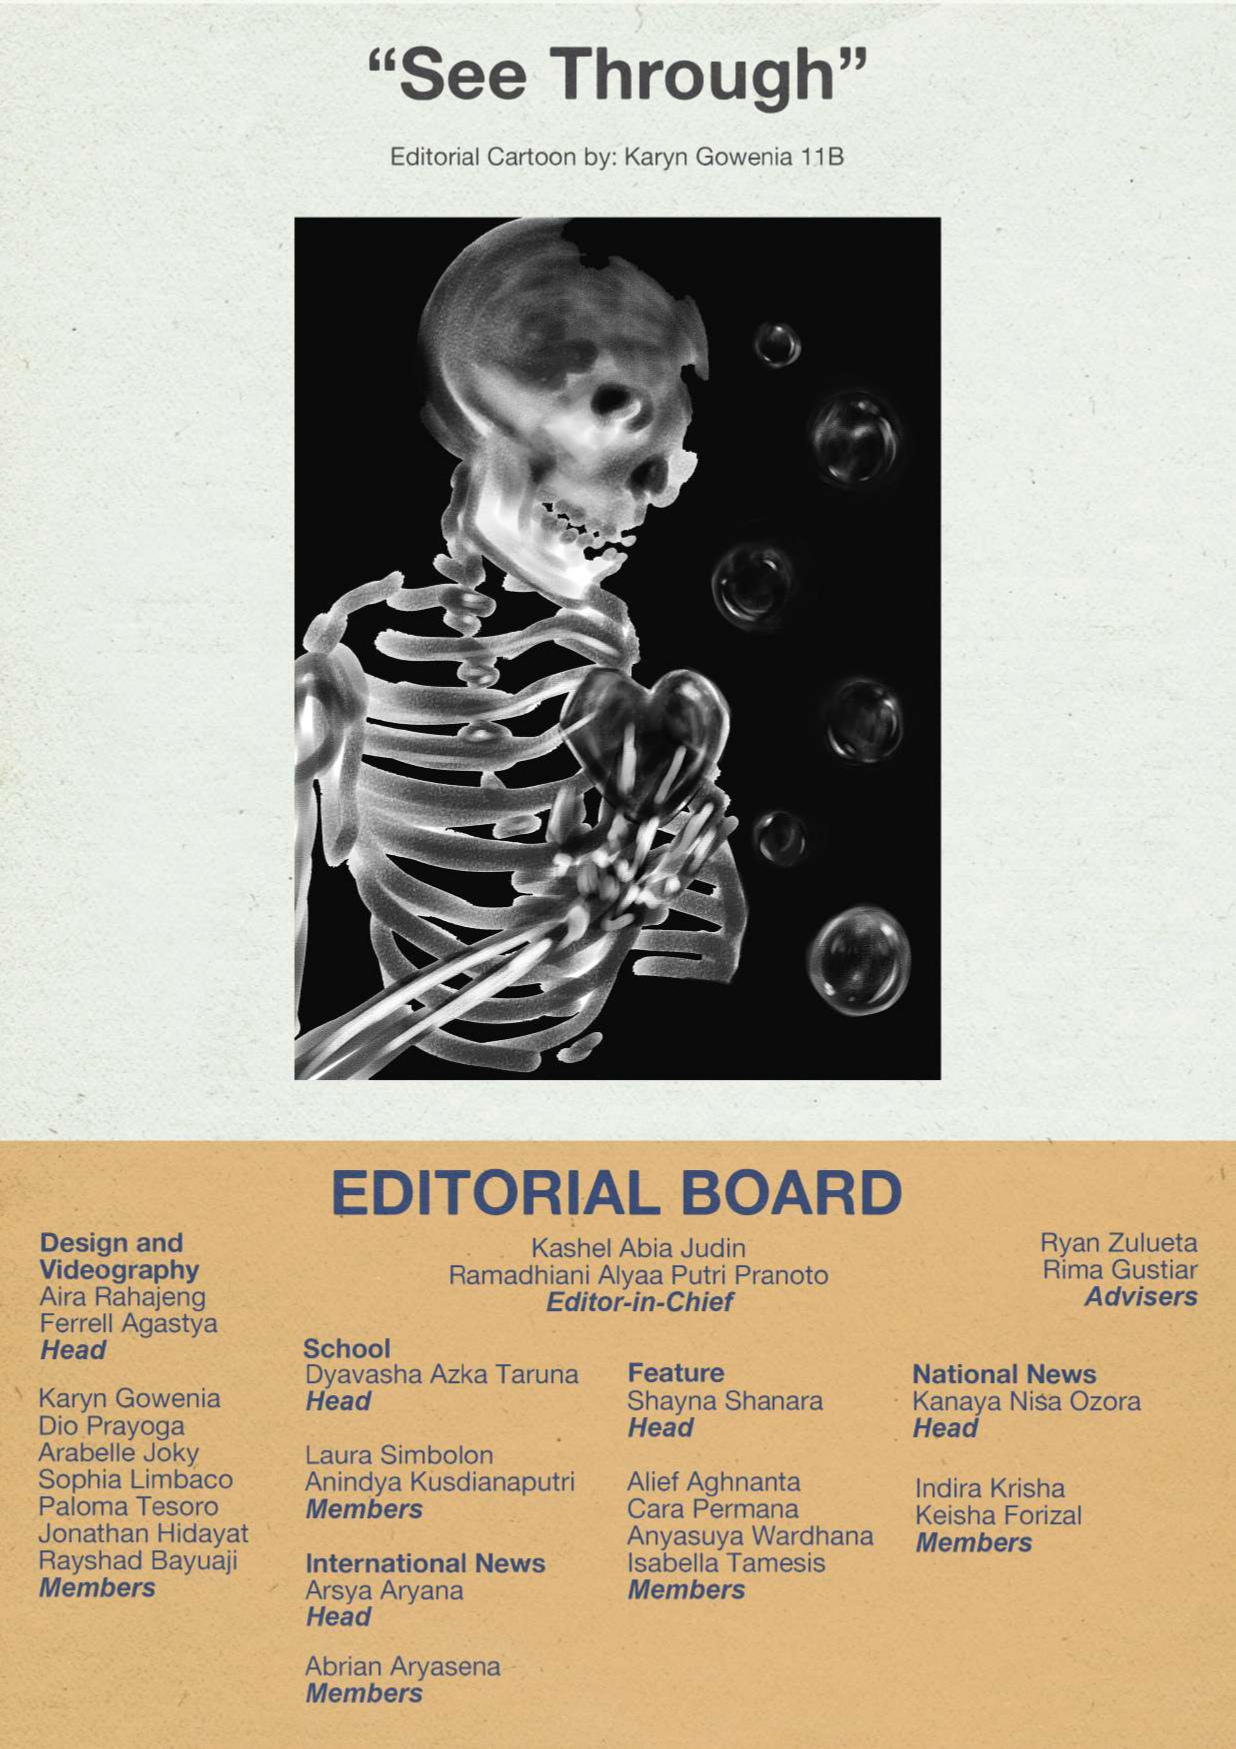 “See Through”
Editorial Cartoon by: Karyn Gowenia 11B
EDITORIAL BOARD
Design and
Videography
Aira Rahajeng
Ferrell Agastya
Head
Karyn Gowenia
Dio Prayoga
Arabelle Joky
Sophia Limbaco
Paloma Tesoro
Jonathan Hidayat
Rayshad Bayuaji
Members
Kashel Abia Judin
Ramadhiani Alyaa Putri Pranoto
Editor-in-Chief
Ryan Zulueta
Rima Gustiar
Advisers
School
Dyavasha Azka Taruna
Head
Laura Simbolon
Anindya Kusdianaputri
Members
International News
Arsya Aryana
Head
Abrian Aryasena
Members
Feature
Shayna Shanara
Head
Alief Aghnanta
Cara Permana
Anyasuya Wardhana
Isabella Tamesis
Members
National News
Kanaya Nisa Ozora
Head
Indira Krisha
Keisha Forizal
Members